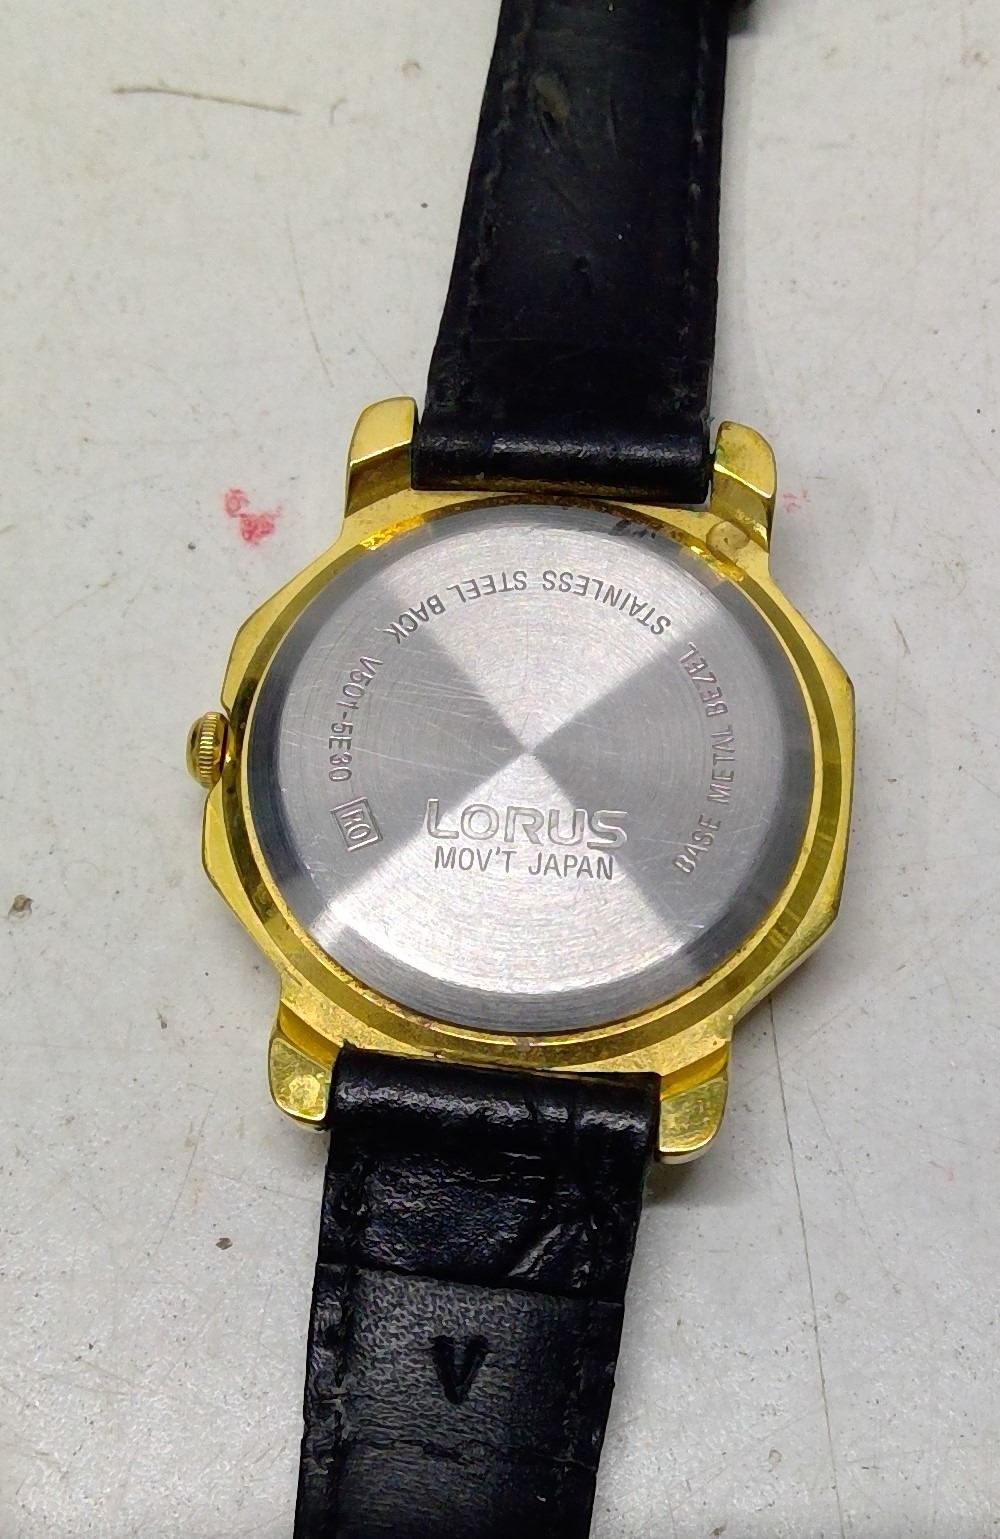 LORUS
MOV'T JAPAN
BASE METAL BEZEL
STAINLESS STEEL BACK
V501-5E30
V